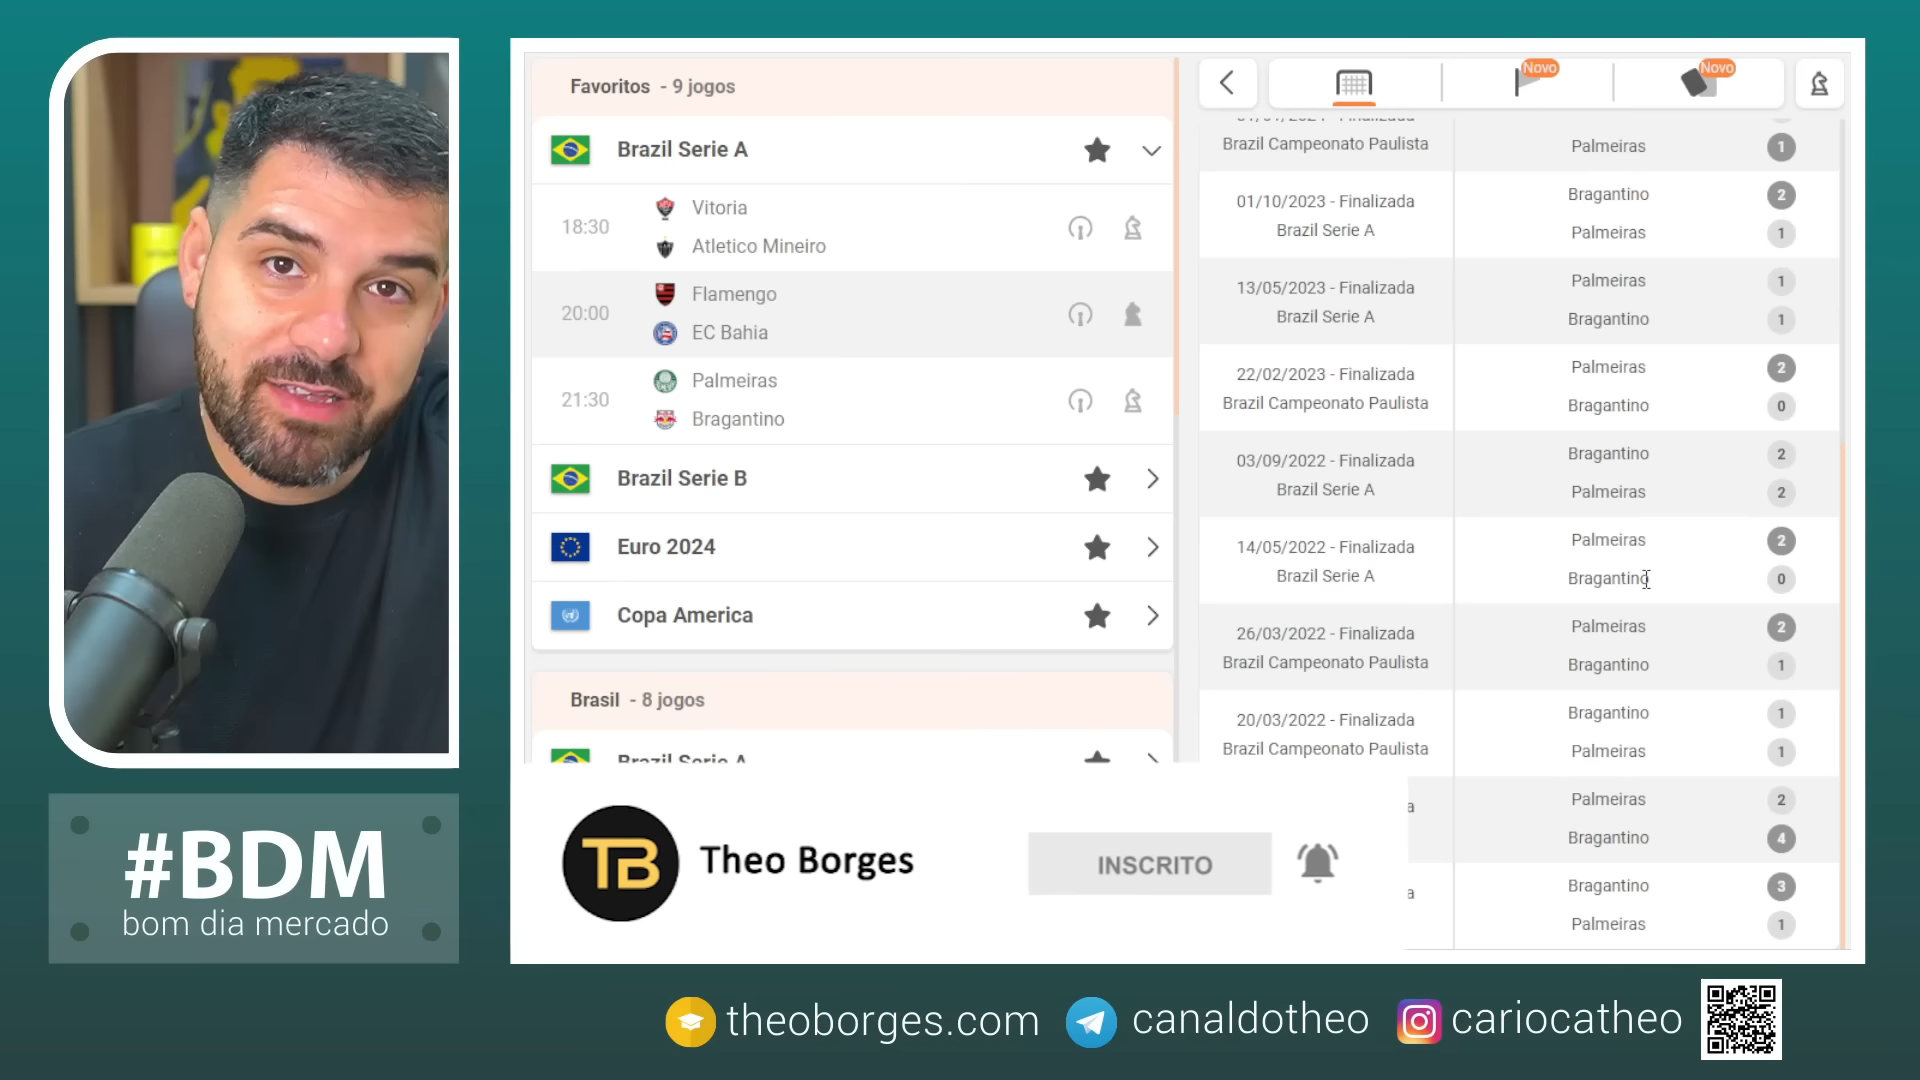 Favoritos - 9 jogos
Brazil Serie A
18:30
Vitoria
Atletico Mineiro
20:00
Flamengo
EC Bahia
21:30
Palmeiras
Bragantino
Brazil Serie B
Euro 2024
Copa America
Brasil - 8 jogos
Brazil Serie A
Novo
Novo
Brazil Campeonato Paulista
Palmeiras 1
01/10/2023 - Finalizada
Brazil Serie A
Bragantino 2
Palmeiras 1
13/05/2023 - Finalizada
Brazil Serie A
Palmeiras 1
Bragantino 1
22/02/2023 - Finalizada
Brazil Campeonato Paulista
Palmeiras 2
Bragantino 0
03/09/2022 - Finalizada
Brazil Serie A
Bragantino 2
Palmeiras 2
14/05/2022 - Finalizada
Brazil Serie A
Palmeiras 2
Bragantino 0
26/03/2022 - Finalizada
Brazil Campeonato Paulista
Palmeiras 2
Bragantino 1
20/03/2022 - Finalizada
Brazil Campeonato Paulista
Bragantino 1
Palmeiras 1
a
Palmeiras 2
Bragantino 4
a
Bragantino 3
Palmeiras 1
TB
Theo Borges
INSCRITO
#BDM
bom dia mercado
theoborges.com
canaldotheo
cariocatheo